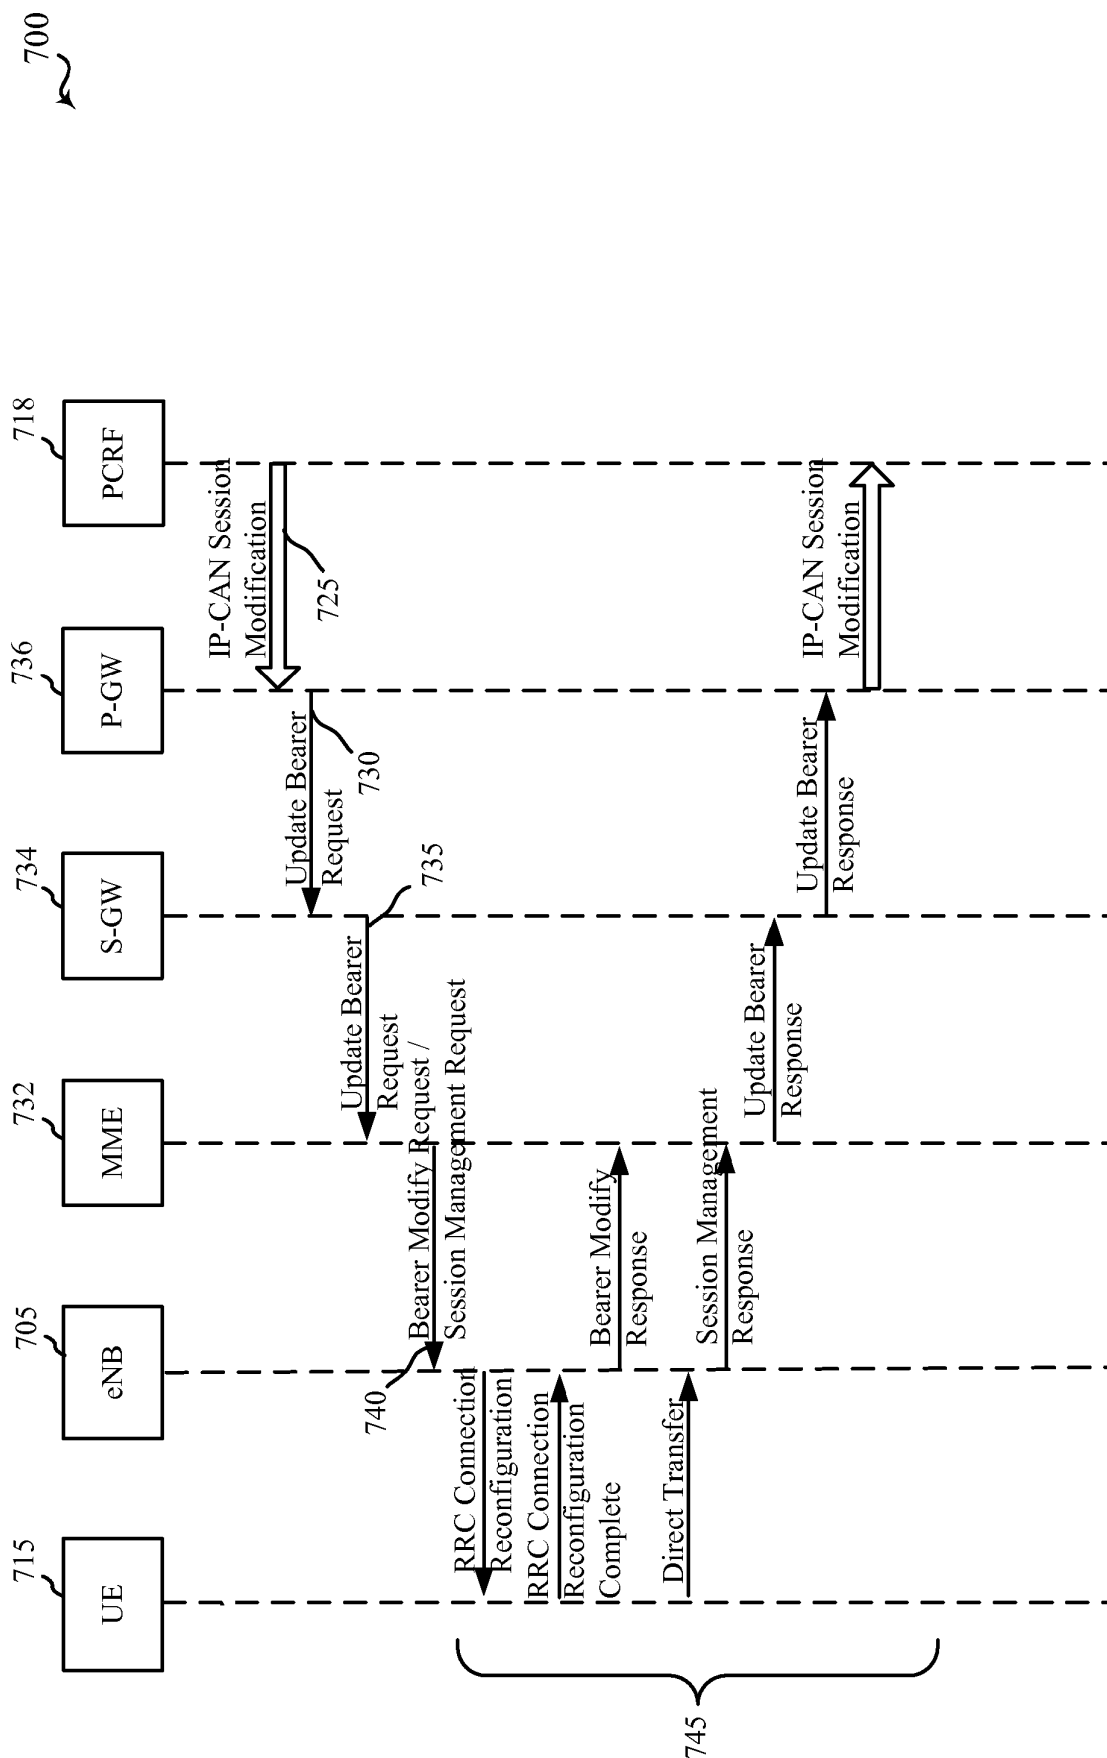 700
715
705
732
734
736
718
UE
eNB
MME
S-GW
P-GW
PCRF
IP-CAN Session
Modification
725
Update Bearer
Request
730
Update Bearer
Request
735
Bearer Modify Request /
Session Management Request
740
RRC Connection
Reconfiguration
RRC Connection
Reconfiguration
Complete
Bearer Modify
Response
Direct Transfer
Session Management
Response
Update Bearer
Response
Update Bearer
Response
IP-CAN Session
Modification
745